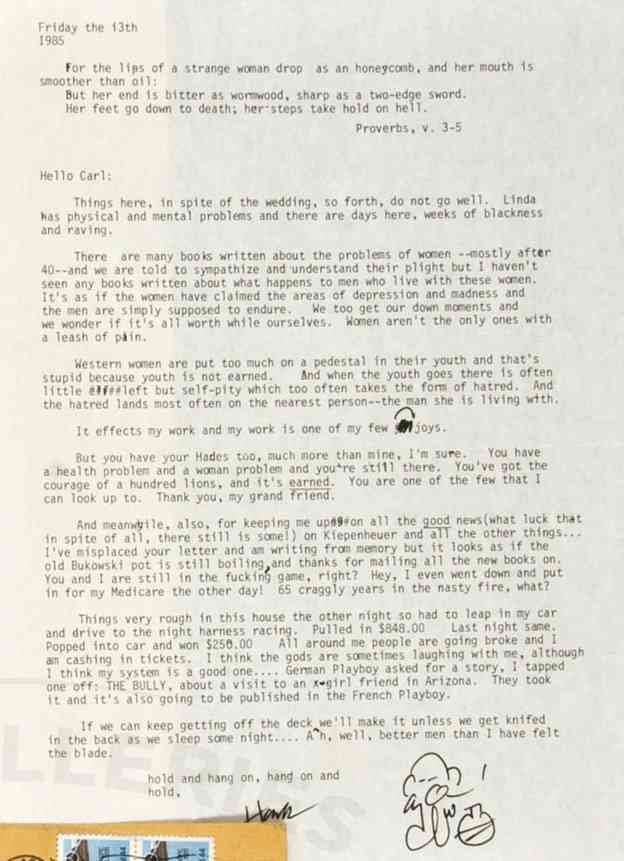 Friday the 13th
1985
For the lips of a strange woman drop as an honeycomb, and her mouth is
smoother than oil:
But her end is bitter as wormwood, sharp as a two-edge sword.
Her feet go down to death; her steps take hold on hell.
Proverbs, v. 3-5
Hello Carl:
Things here, in spite of the wedding, so forth, do not go well. Linda
has physical and mental problems and there are days here, weeks of blackness
and raving.
There are many books written about the problems of women --mostly after
40--and we are told to sympathize and understand their plight but I haven't
seen any books written about what happens to men who live with these women.
It's as if the women have claimed the areas of depression and madness and
the men are simply supposed to endure. We too get our down moments and
we wonder if it's all worth while ourselves. Women aren't the only ones with
a leash of pain.
Western women are put too much on a pedestal in their youth and that's
stupid because youth is not earned. And when the youth goes there is often
little left but self-pity which too often takes the form of hatred. And
the hatred lands most often on the nearest person--the man she is living with.
It effects my work and my work is one of my few joys.
But you have your Hades too, much more than mine, I'm sure. You have
a health problem and a woman problem and you're still there. You've got the
courage of a hundred lions, and it's earned. You are one of the few that I
can look up to. Thank you, my grand friend.
And meanwhile, also, for keeping me up on all the good news(what luck that
in spite of all, there still is some!) on Kiepenheuer and all the other things...
I've misplaced your letter and am writing from memory but it looks as if the
old Bukowski pot is still boiling, and thanks for mailing all the new books on.
You and I are still in the fucking game, right? Hey, I even went down and put
in for my Medicare the other day! 65 craggly years in the nasty fire, what?
Things very rough in this house the other night so had to leap in my car
and drive to the night harness racing. Pulled in $848.00 Last night same.
Popped into car and won $250.00 All around me people are going broke and I
am cashing in tickets. I think the gods are sometimes laughing with me, although
I think my system is a good one.... German Playboy asked for a story, I tapped
one off: THE BULLY, about a visit to an x-girl friend in Arizona. They took
it and it's also going to be published in the French Playboy.
If we can keep getting off the deck we'll make it unless we get knifed
in the back as we sleep some night.... Ah, well, better men than I have felt
the blade.
hold and hang on, hang on and
hold,
Hank
LLERIES